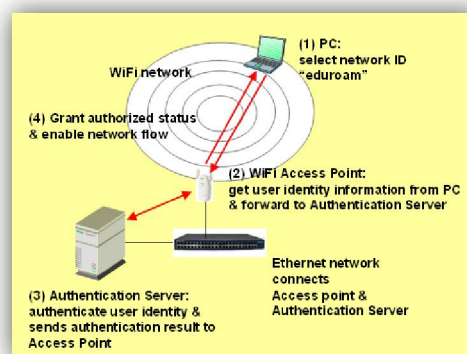 (1) PC:
select network ID
"eduroam"
WiFi network
(4) Grant authorized status
& enable network flow
(2) WiFi Access Point:
get user identity information from PC
& forward to Authentication Server
Ethernet network
connects
Access point &
Authentication Server
(3) Authentication Server:
authenticate user identity &
sends authentication result to
Access Point